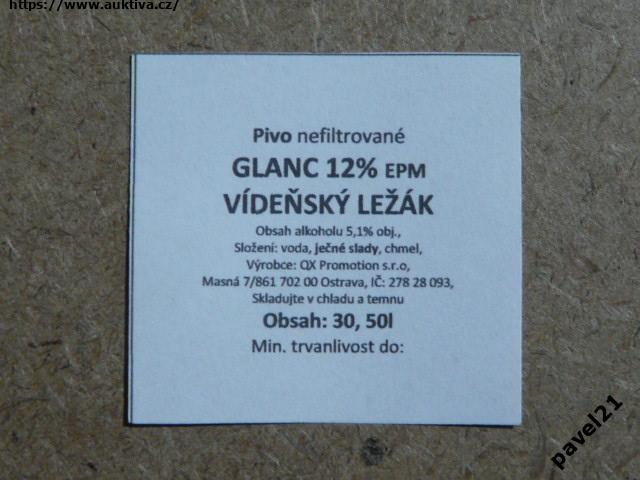 https://www.auktiva.cz/
Pivo nefiltrované
GLANC 12% EPM
VÍDEŇSKÝ LEŽÁK
Obsah alkoholu 5,1% obj.,
Složení: voda, ječné slady, chmel,
Výrobce: QX Promotion s.r.o,
Masná 7/861 702 00 Ostrava, IČ: 278 28 093,
Skladujte v chladu a temnu
Obsah: 30, 50l
Min. trvanlivost do:
pavel21